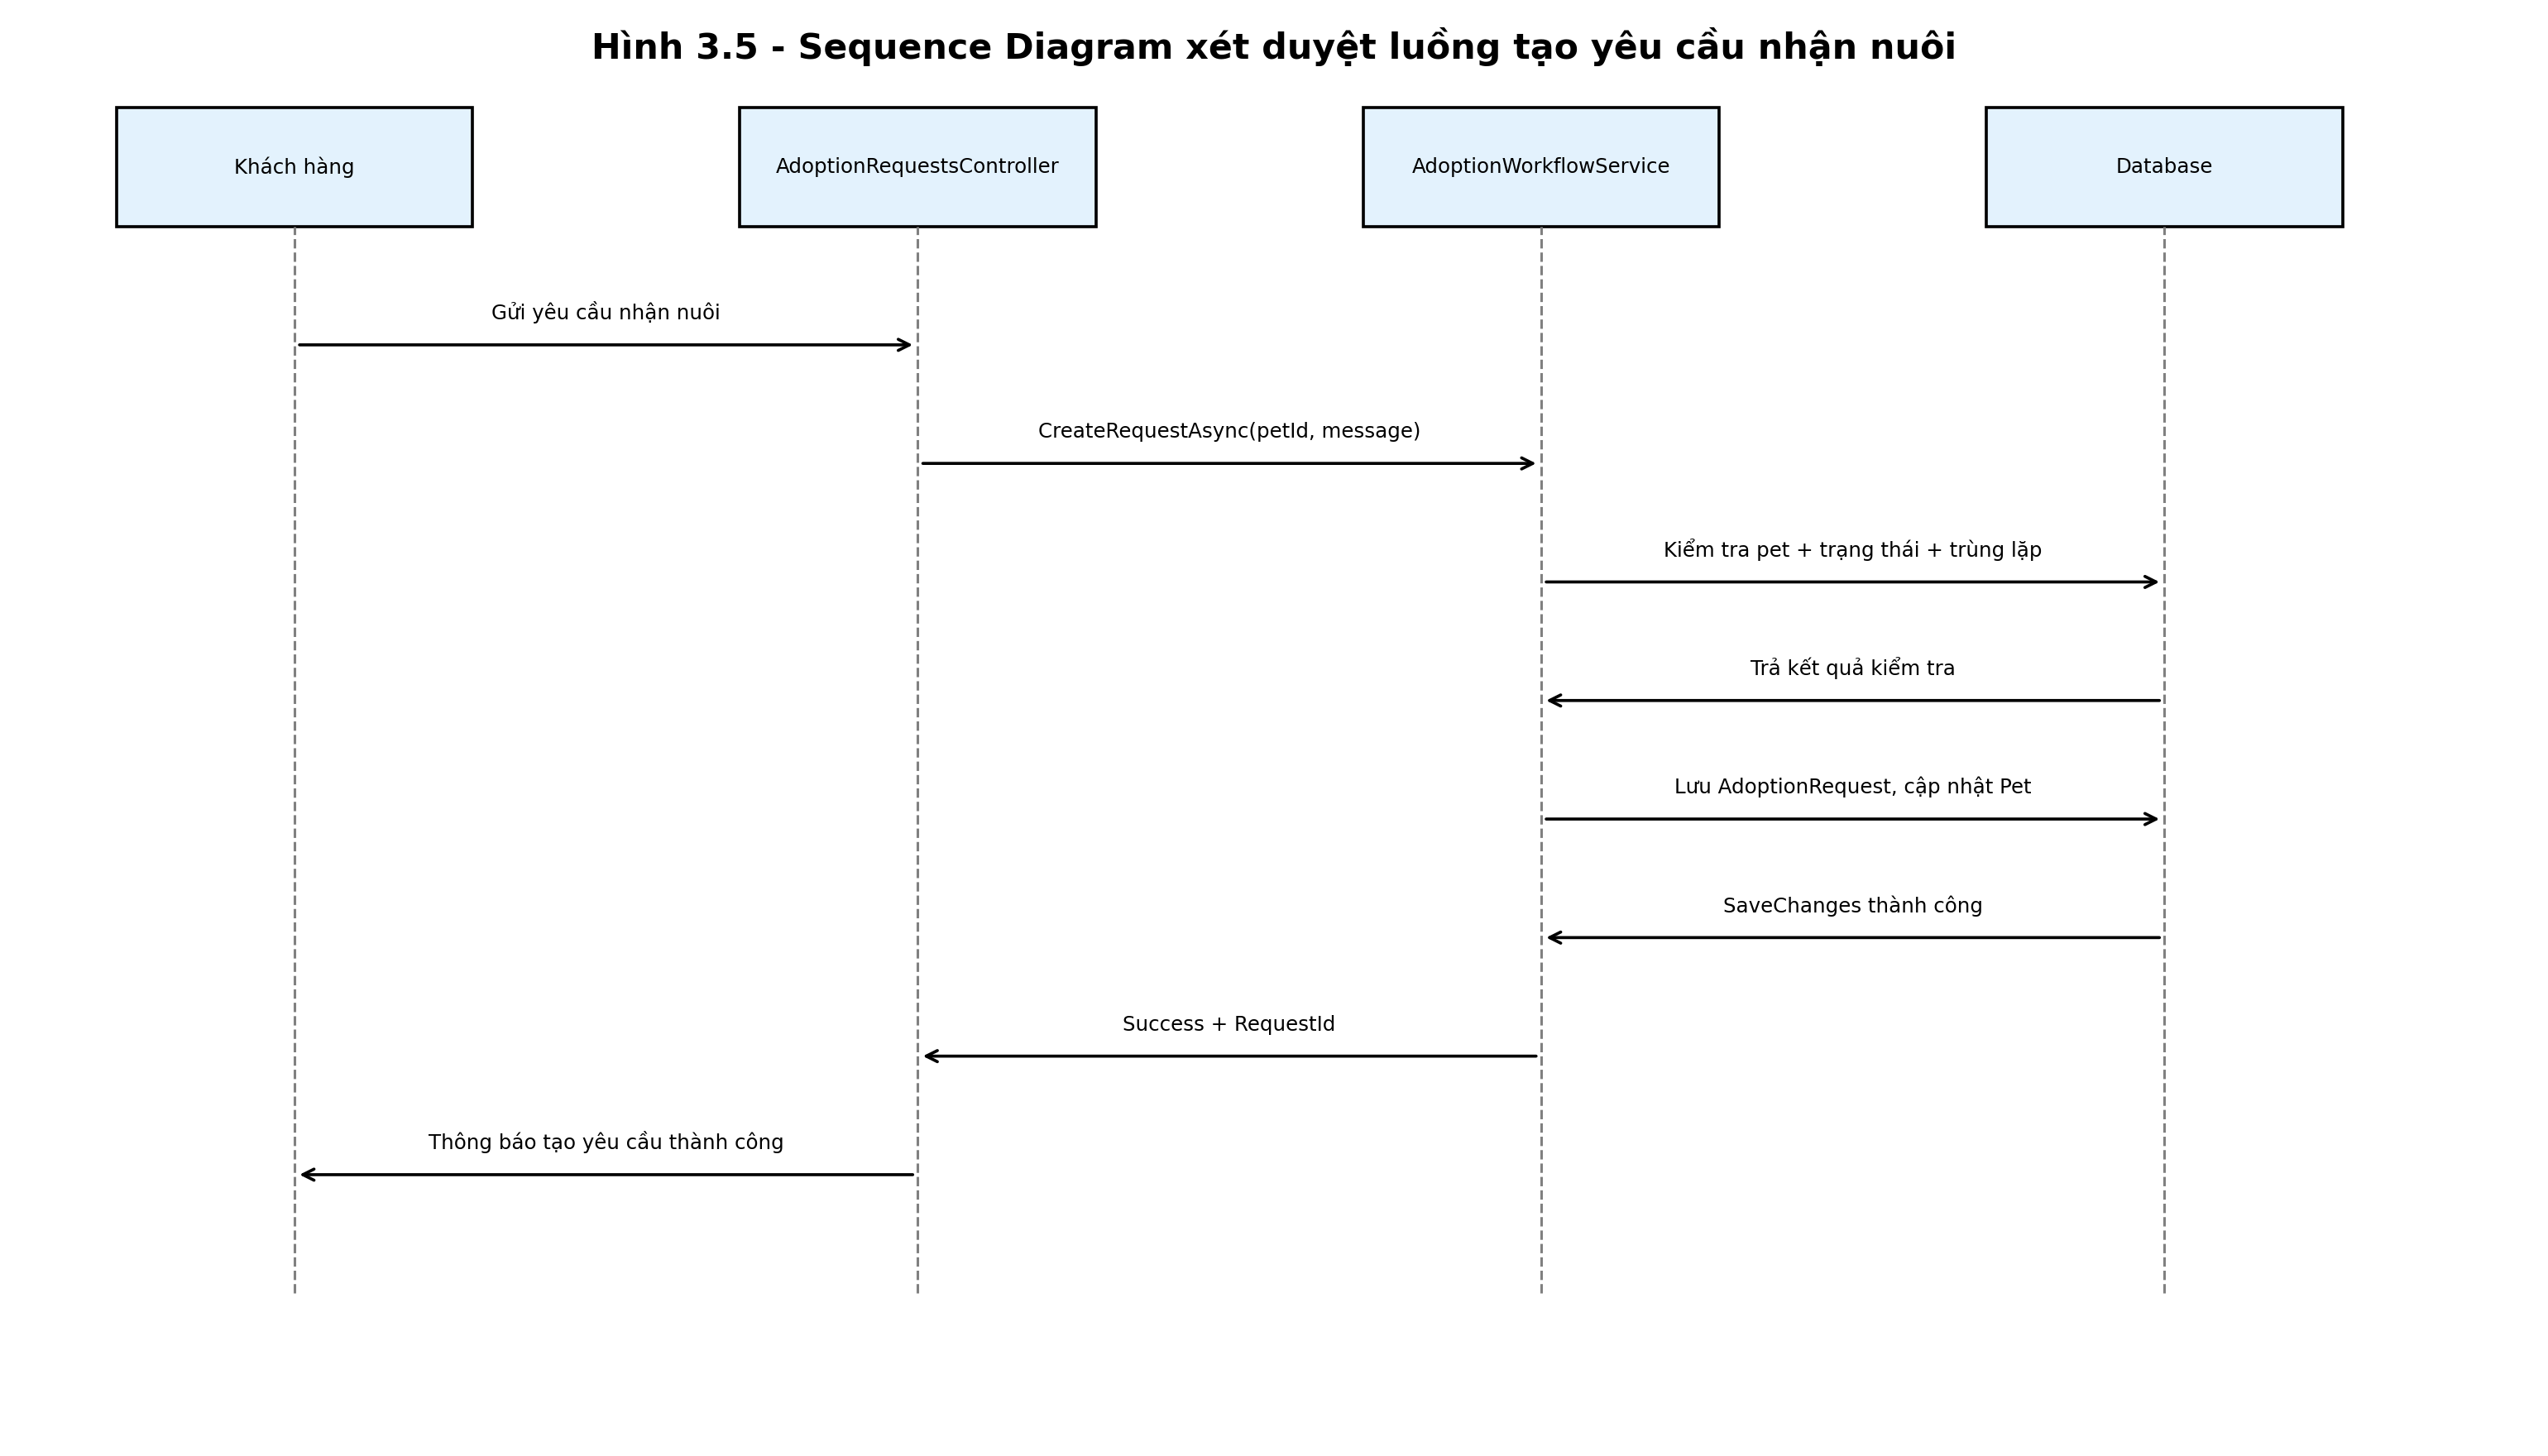 Hình 3.5 - Sequence Diagram xét duyệt luồng tạo yêu cầu nhận nuôi
Khách hàng
AdoptionRequestsController
AdoptionWorkflowService
Database
Gửi yêu cầu nhận nuôi
CreateRequestAsync(petId, message)
Kiểm tra pet + trạng thái + trùng lặp
Trả kết quả kiểm tra
Lưu AdoptionRequest, cập nhật Pet
SaveChanges thành công
Success + RequestId
Thông báo tạo yêu cầu thành công